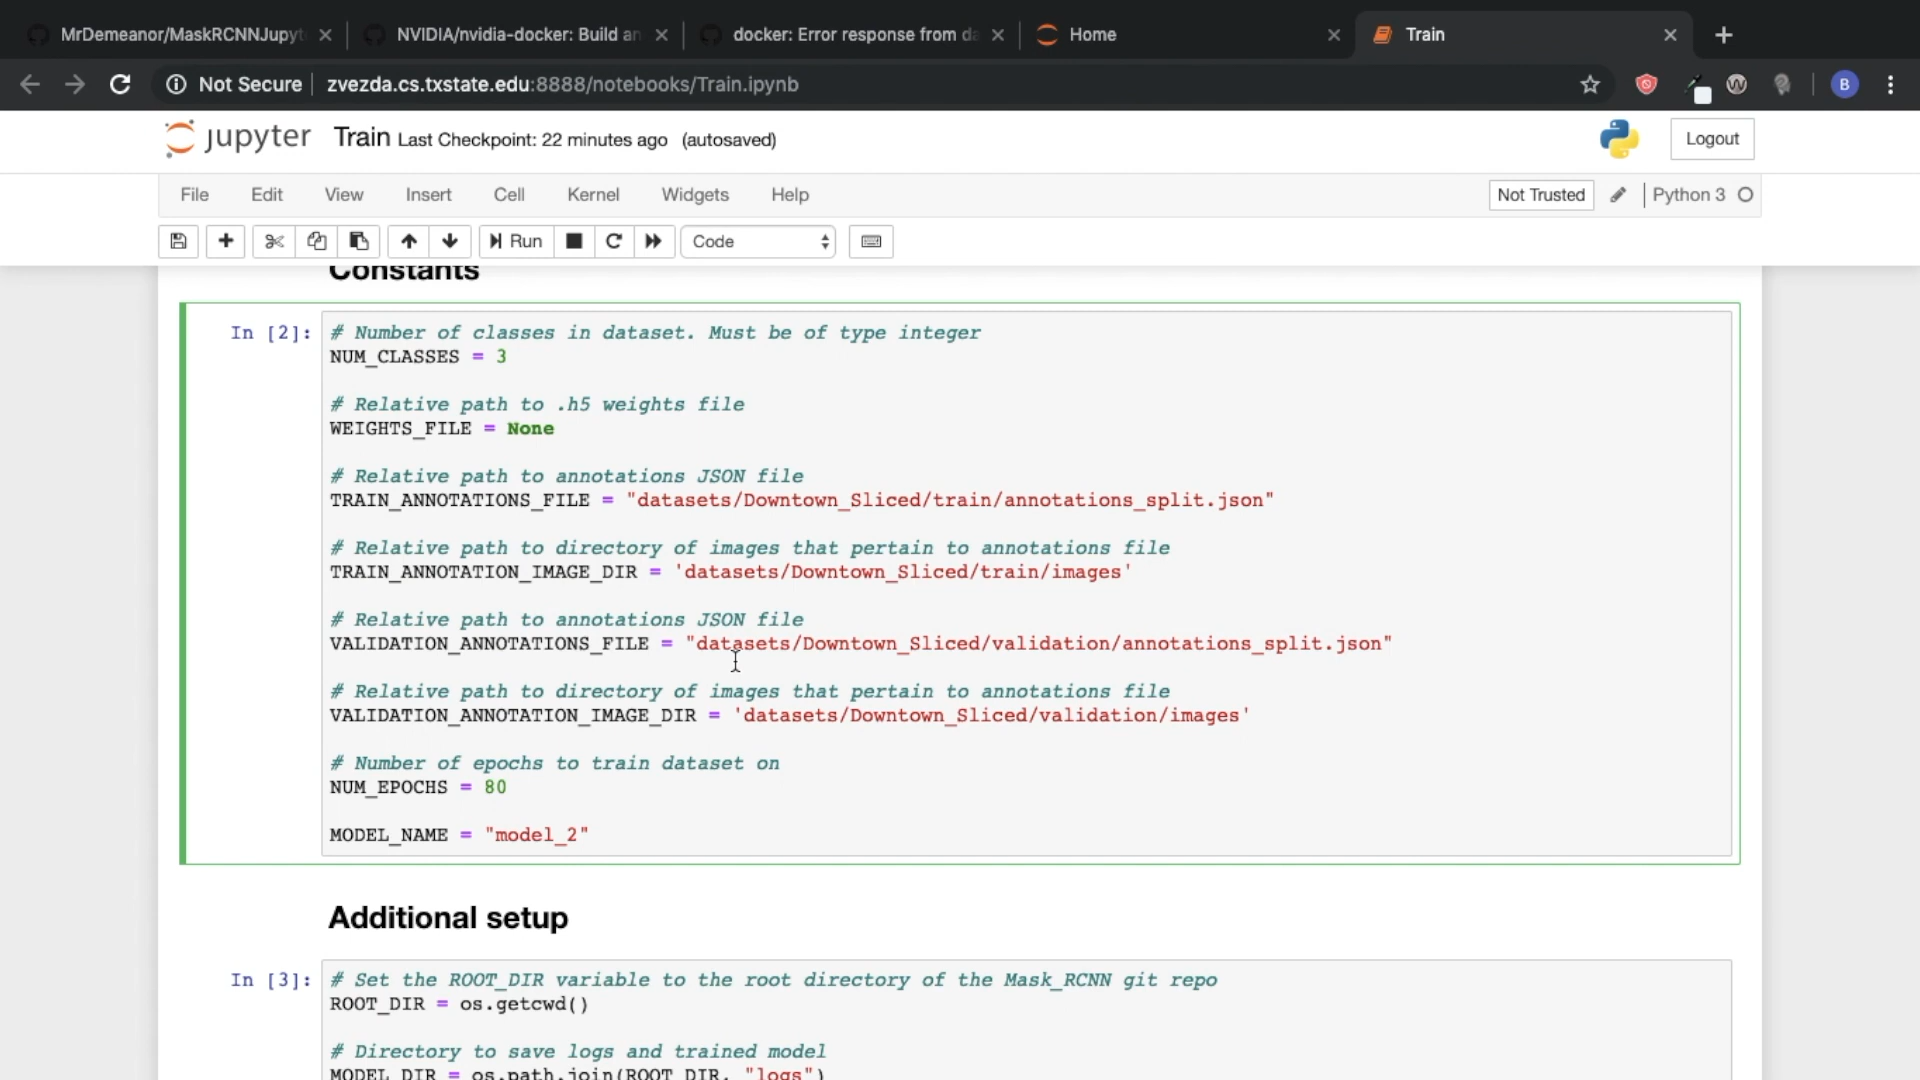 MrDemeanor/MaskRCNNJupyt
NVIDIA/nvidia-docker: Build an
docker: Error response from da
Home
Train
Not Secure
zvezda.cs.txstate.edu:8888/notebooks/Train.ipynb
B
jupyter Train Last Checkpoint: 22 minutes ago (autosaved)
Logout
File Edit View Insert Cell Kernel Widgets Help
Not Trusted
Python 3
Run
Code
Constants
In [2]:
# Number of classes in dataset. Must be of type integer
NUM_CLASSES = 3
# Relative path to .h5 weights file
WEIGHTS_FILE = None
# Relative path to annotations JSON file
TRAIN_ANNOTATIONS_FILE = "datasets/Downtown_Sliced/train/annotations_split.json"
# Relative path to directory of images that pertain to annotations file
TRAIN_ANNOTATION_IMAGE_DIR = 'datasets/Downtown_Sliced/train/images'
# Relative path to annotations JSON file
VALIDATION_ANNOTATIONS_FILE = "datasets/Downtown_Sliced/validation/annotations_split.json"
# Relative path to directory of images that pertain to annotations file
VALIDATION_ANNOTATION_IMAGE_DIR = 'datasets/Downtown_Sliced/validation/images'
# Number of epochs to train dataset on
NUM_EPOCHS = 80
MODEL_NAME = "model_2"
Additional setup
In [3]:
# Set the ROOT_DIR variable to the root directory of the Mask_RCNN git repo
ROOT_DIR = os.getcwd()
# Directory to save logs and trained model
MODEL_DIR = os.path.join(ROOT_DIR, "logs")